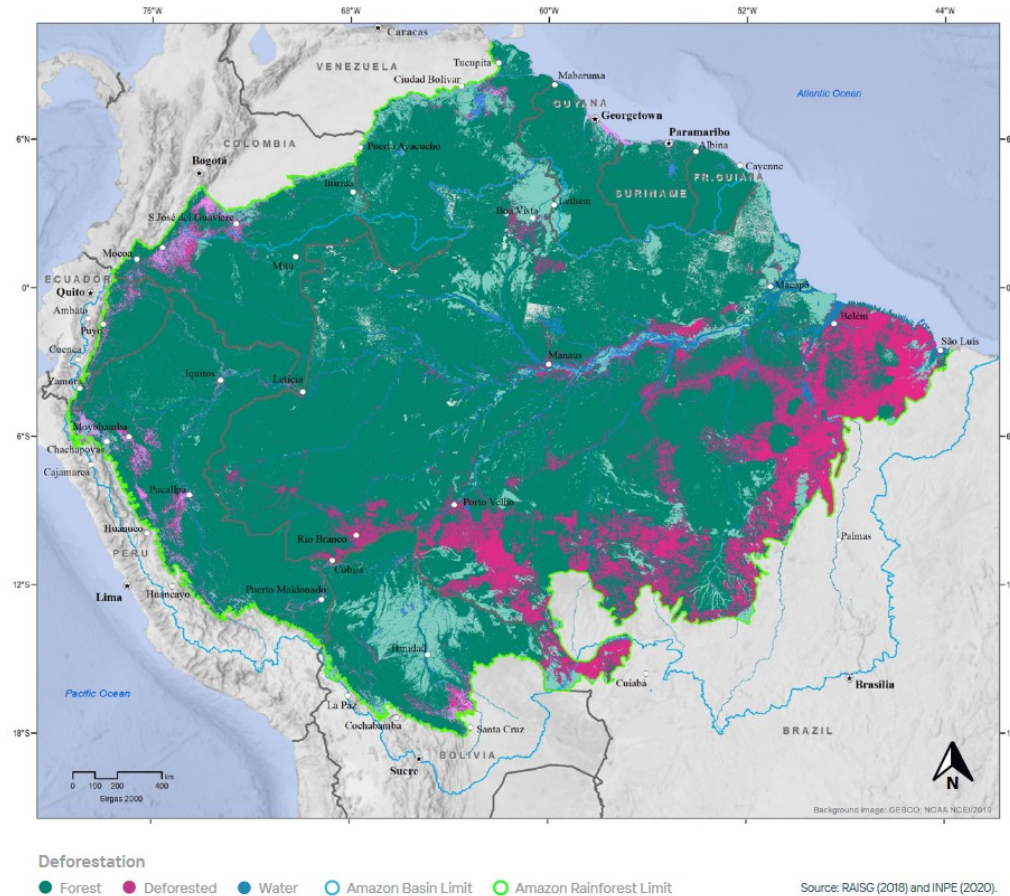 76°W 68°W 60°W 52°W 44°W
Caracas
Tucupita
VENEZUELA
Ciudad Bolívar
Mabaruma
Atlantic Ocean
GUYANA
Georgetown
6°N
Paramaribo
COLOMBIA
Puerto Ayacucho
Albina
Bogotá
Cayenne
FR.GUIANA
Inírida
SURINAME
Lethem
Boa Vista
S.José del Guaviare
Mocoa
Mitú
ECUADOR
0°
Quito
Macapá
Ambato
Puyo
Belém
Cuenca
São Luís
Manaus
Zamora
Iquitos
Leticia
6°S
Moyobamba
Chachapoyas
Cajamarca
Pucallpa
Porto Velho
Huanuco
Rio Branco
Palmas
PERU
Cobija
12°S
Lima
Huancayo
Puerto Maldonado
Trinidad
Pacific Ocean
Cuiabá
Brasilia
La Paz
Cochabamba
Santa Cruz
18°S
BRAZIL
BOLIVIA
Sucre
0 100 200 400 km
Sirgas 2000
N
Background image: GEBCO; NOAA NCEI/2019
Deforestation
Forest Deforested Water Amazon Basin Limit Amazon Rainforest Limit
Source: RAISG (2018) and INPE (2020).